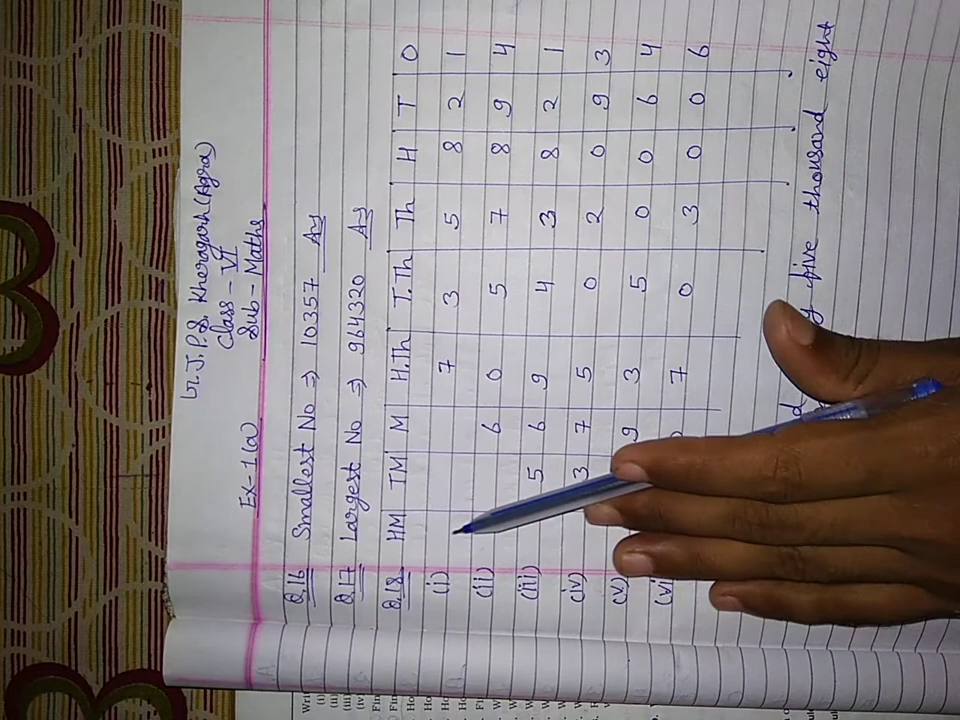 J.P.S. Kheragarh (Agra)
Class - VI
Ex-1(a) Sub - Maths
Q.16 Smallest No ⇒ 10357 Ans
Q.17 Largest No ⇒ 964320 Ans
Q.18 HM TM M H.Th T.Th Th H T O
(i) 7 3 5 8 2 1
(ii) 6 0 5 7 8 9 4
(iii) 5 6 9 4 3 8 2 1
(iv) 3 7 5 0 2 0 9 3
(v) 9 3 5 0 0 6 4
(vi 7 0 3 0 0 6
five thousand eight